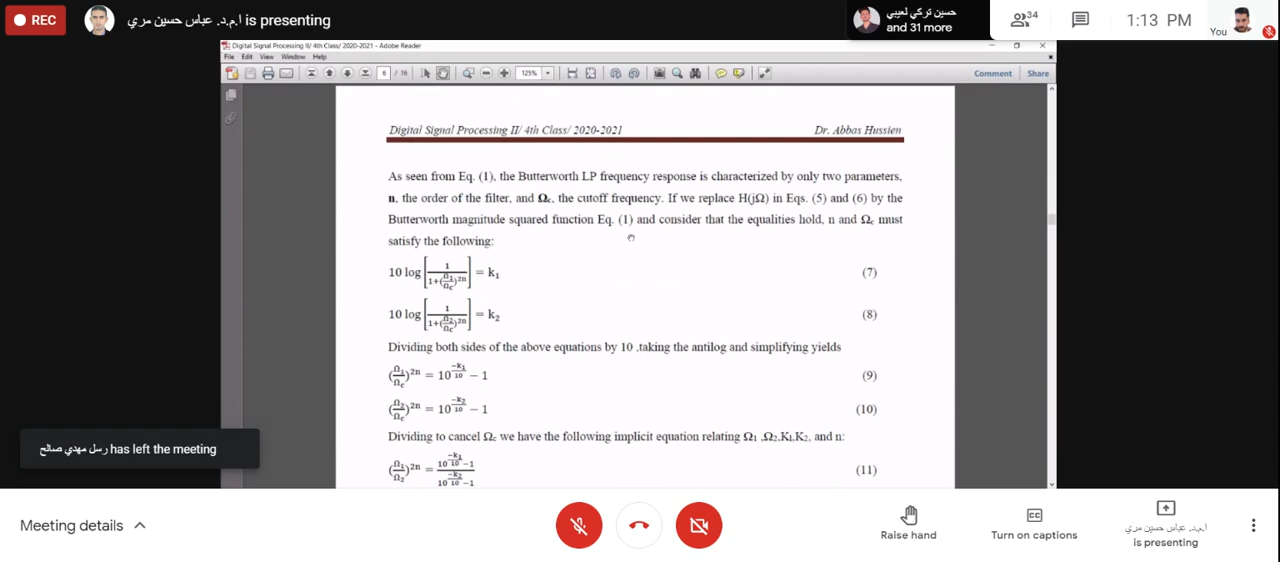 REC
ا.م.د. عباس حسين مري is presenting
حسين تركي لعيبي
and 31 more
34
1:13 PM
You
Digital Signal Processing II/ 4th Class/ 2020-2021 - Adobe Reader
File Edit View Window Help
6 / 16
125%
Comment
Share
Digital Signal Processing II/ 4th Class/ 2020-2021 Dr. Abbas Hussien
As seen from Eq. (1), the Butterworth LP frequency response is characterized by only two parameters,
n, the order of the filter, and Ωc, the cutoff frequency. If we replace H(jΩ) in Eqs. (5) and (6) by the
Butterworth magnitude squared function Eq. (1) and consider that the equalities hold, n and Ωc must
satisfy the following:
10 log[1/(1+(Ω1/Ωc)^2n)] = k1 (7)
10 log[1/(1+(Ω2/Ωc)^2n)] = k2 (8)
Dividing both sides of the above equations by 10 ,taking the antilog and simplifying yields
(Ω1/Ωc)^2n = 10^(-k1/10) − 1 (9)
(Ω2/Ωc)^2n = 10^(-k2/10) − 1 (10)
Dividing to cancel Ωc we have the following implicit equation relating Ω1 ,Ω2,K1,K2, and n:
(Ω1/Ω2)^2n = (10^(-k1/10) −1)/(10^(-k2/10) −1) (11)
رسل مهدي صالح has left the meeting
Meeting details
Raise hand
Turn on captions
ا.م.د. عباس حسين مري
is presenting